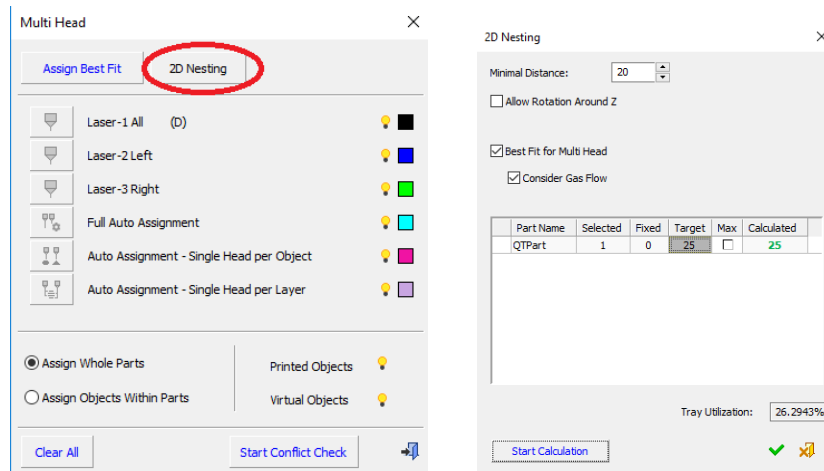 Multi Head
Assign Best Fit 2D Nesting
Laser-1 All (D)
Laser-2 Left
Laser-3 Right
Full Auto Assignment
Auto Assignment - Single Head per Object
Auto Assignment - Single Head per Layer
Assign Whole Parts Printed Objects
Assign Objects Within Parts Virtual Objects
Clear All Start Conflict Check
2D Nesting
Minimal Distance: 20
Allow Rotation Around Z
Best Fit for Multi Head
Consider Gas Flow
Part Name Selected Fixed Target Max Calculated
QTPart 1 0 25 25
Tray Utilization: 26.2943%
Start Calculation